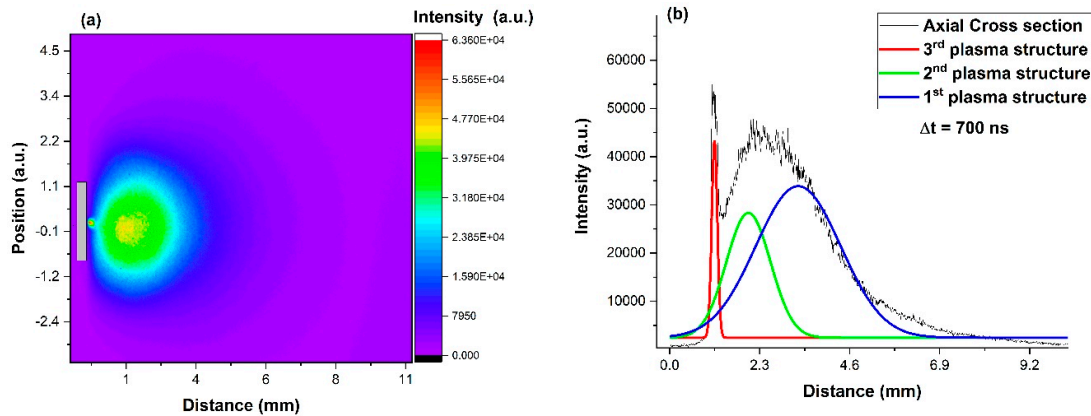 (a)
Intensity (a.u.)
6.360E+04
5.565E+04
4.770E+04
3.975E+04
3.180E+04
2.385E+04
1.590E+04
7950
0.000
Position (a.u.)
4.5
3.4
2.2
1.1
-0.1
-1.2
-2.4
1 4 6 8 11
Distance (mm)
(b)
Axial Cross section
3rd plasma structure
2nd plasma structure
1st plasma structure
Δt = 700 ns
Intensity (a.u.)
60000
50000
40000
30000
20000
10000
0.0 2.3 4.6 6.9 9.2
Distance (mm)